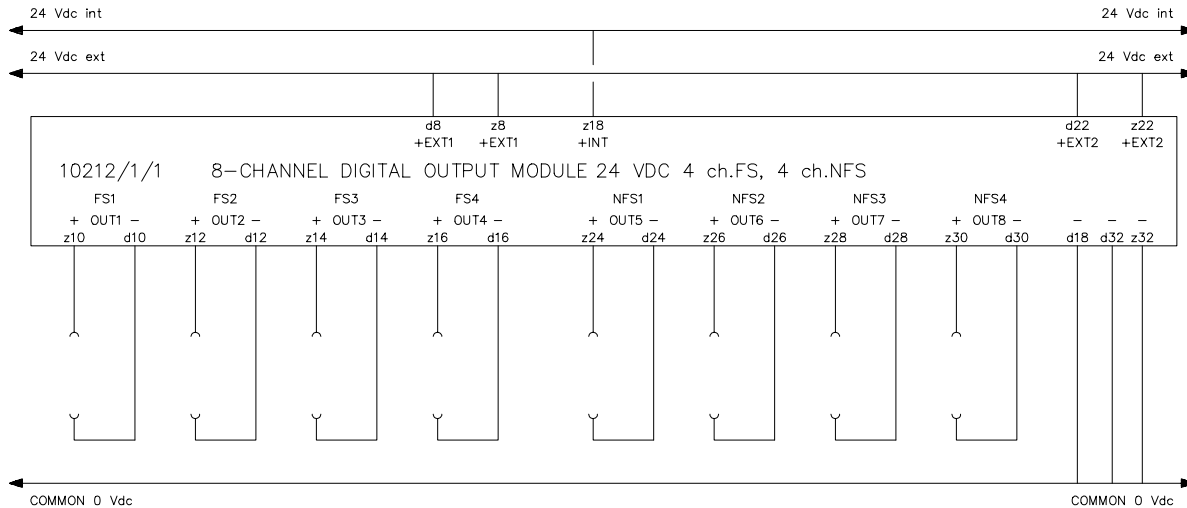 24 Vdc int 24 Vdc int
24 Vdc ext 24 Vdc ext
d8 z8 z18 d22 z22
+EXT1 +EXT1 +INT +EXT2 +EXT2
10212/1/1 8-CHANNEL DIGITAL OUTPUT MODULE 24 VDC 4 ch.FS, 4 ch.NFS
FS1 FS2 FS3 FS4 NFS1 NFS2 NFS3 NFS4
+ OUT1 - + OUT2 - + OUT3 - + OUT4 - + OUT5 - + OUT6 - + OUT7 - + OUT8 - - - -
z10 d10 z12 d12 z14 d14 z16 d16 z24 d24 z26 d26 z28 d28 z30 d30 d18 d32 z32
COMMON 0 Vdc COMMON 0 Vdc